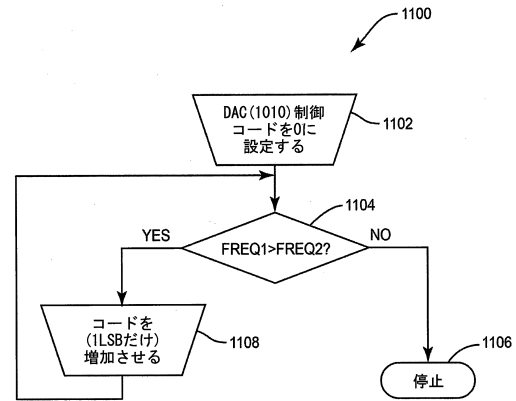 1100
DAC(1010)制御
コードを0に
設定する
1102
1104
YES
FREQ1>FREQ2?
NO
コードを
(1LSBだけ)
増加させる
1108
1106
停止